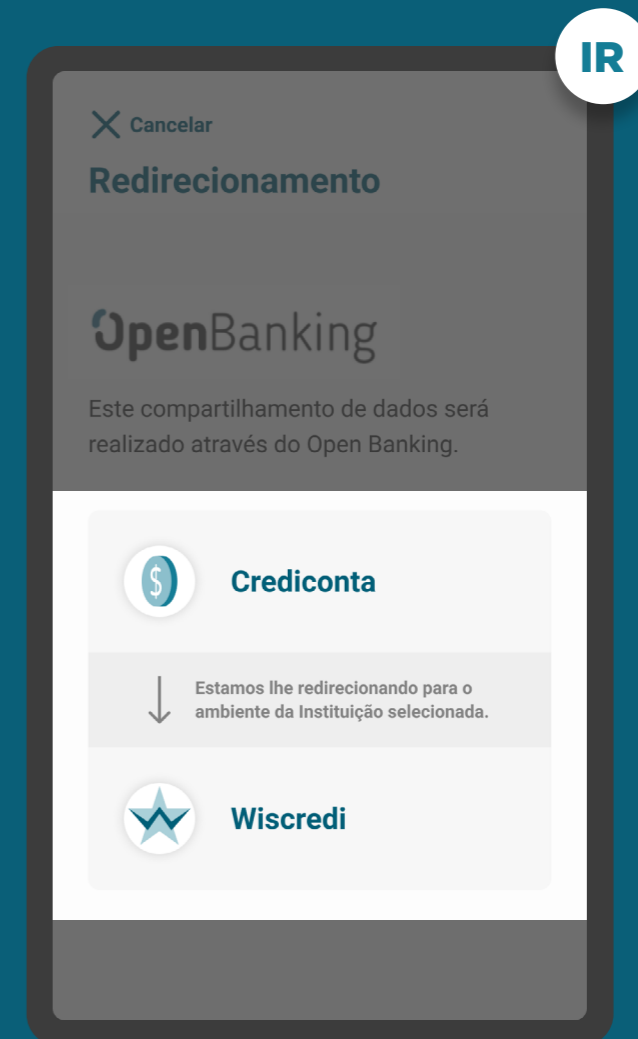 IR
Cancelar
Redirecionamento
OpenBanking
Este compartilhamento de dados será
realizado através do Open Banking.
$
Crediconta
Estamos lhe redirecionando para o
ambiente da Instituição selecionada.
Wiscredi